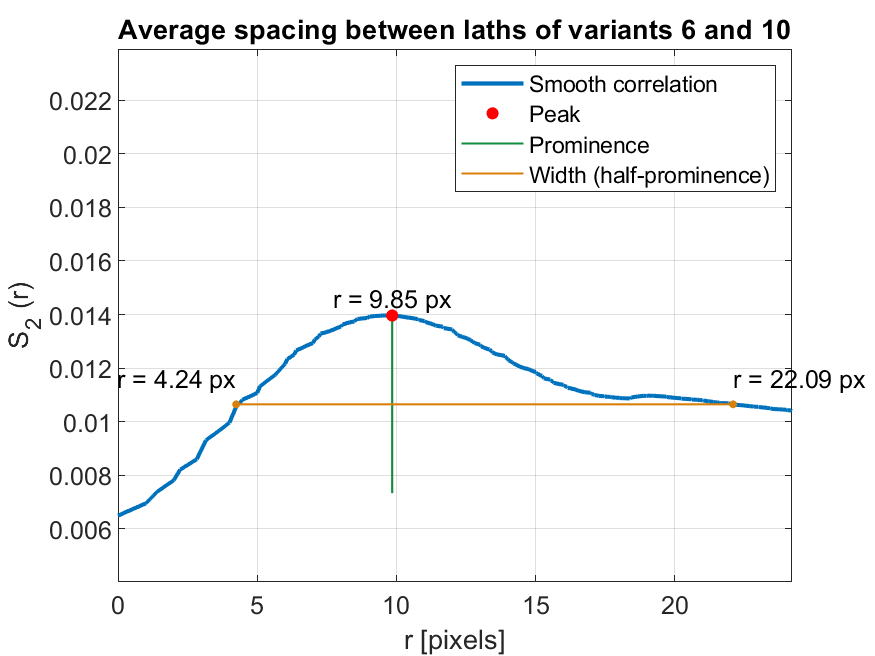 Average spacing between laths of variants 6 and 10
Smooth correlation
Peak
Prominence
Width (half-prominence)
0.022
0.02
0.018
0.016
0.014
0.012
0.01
0.008
0.006
S2 (r)
r = 9.85 px
r = 4.24 px
r = 22.09 px
0 5 10 15 20
r [pixels]